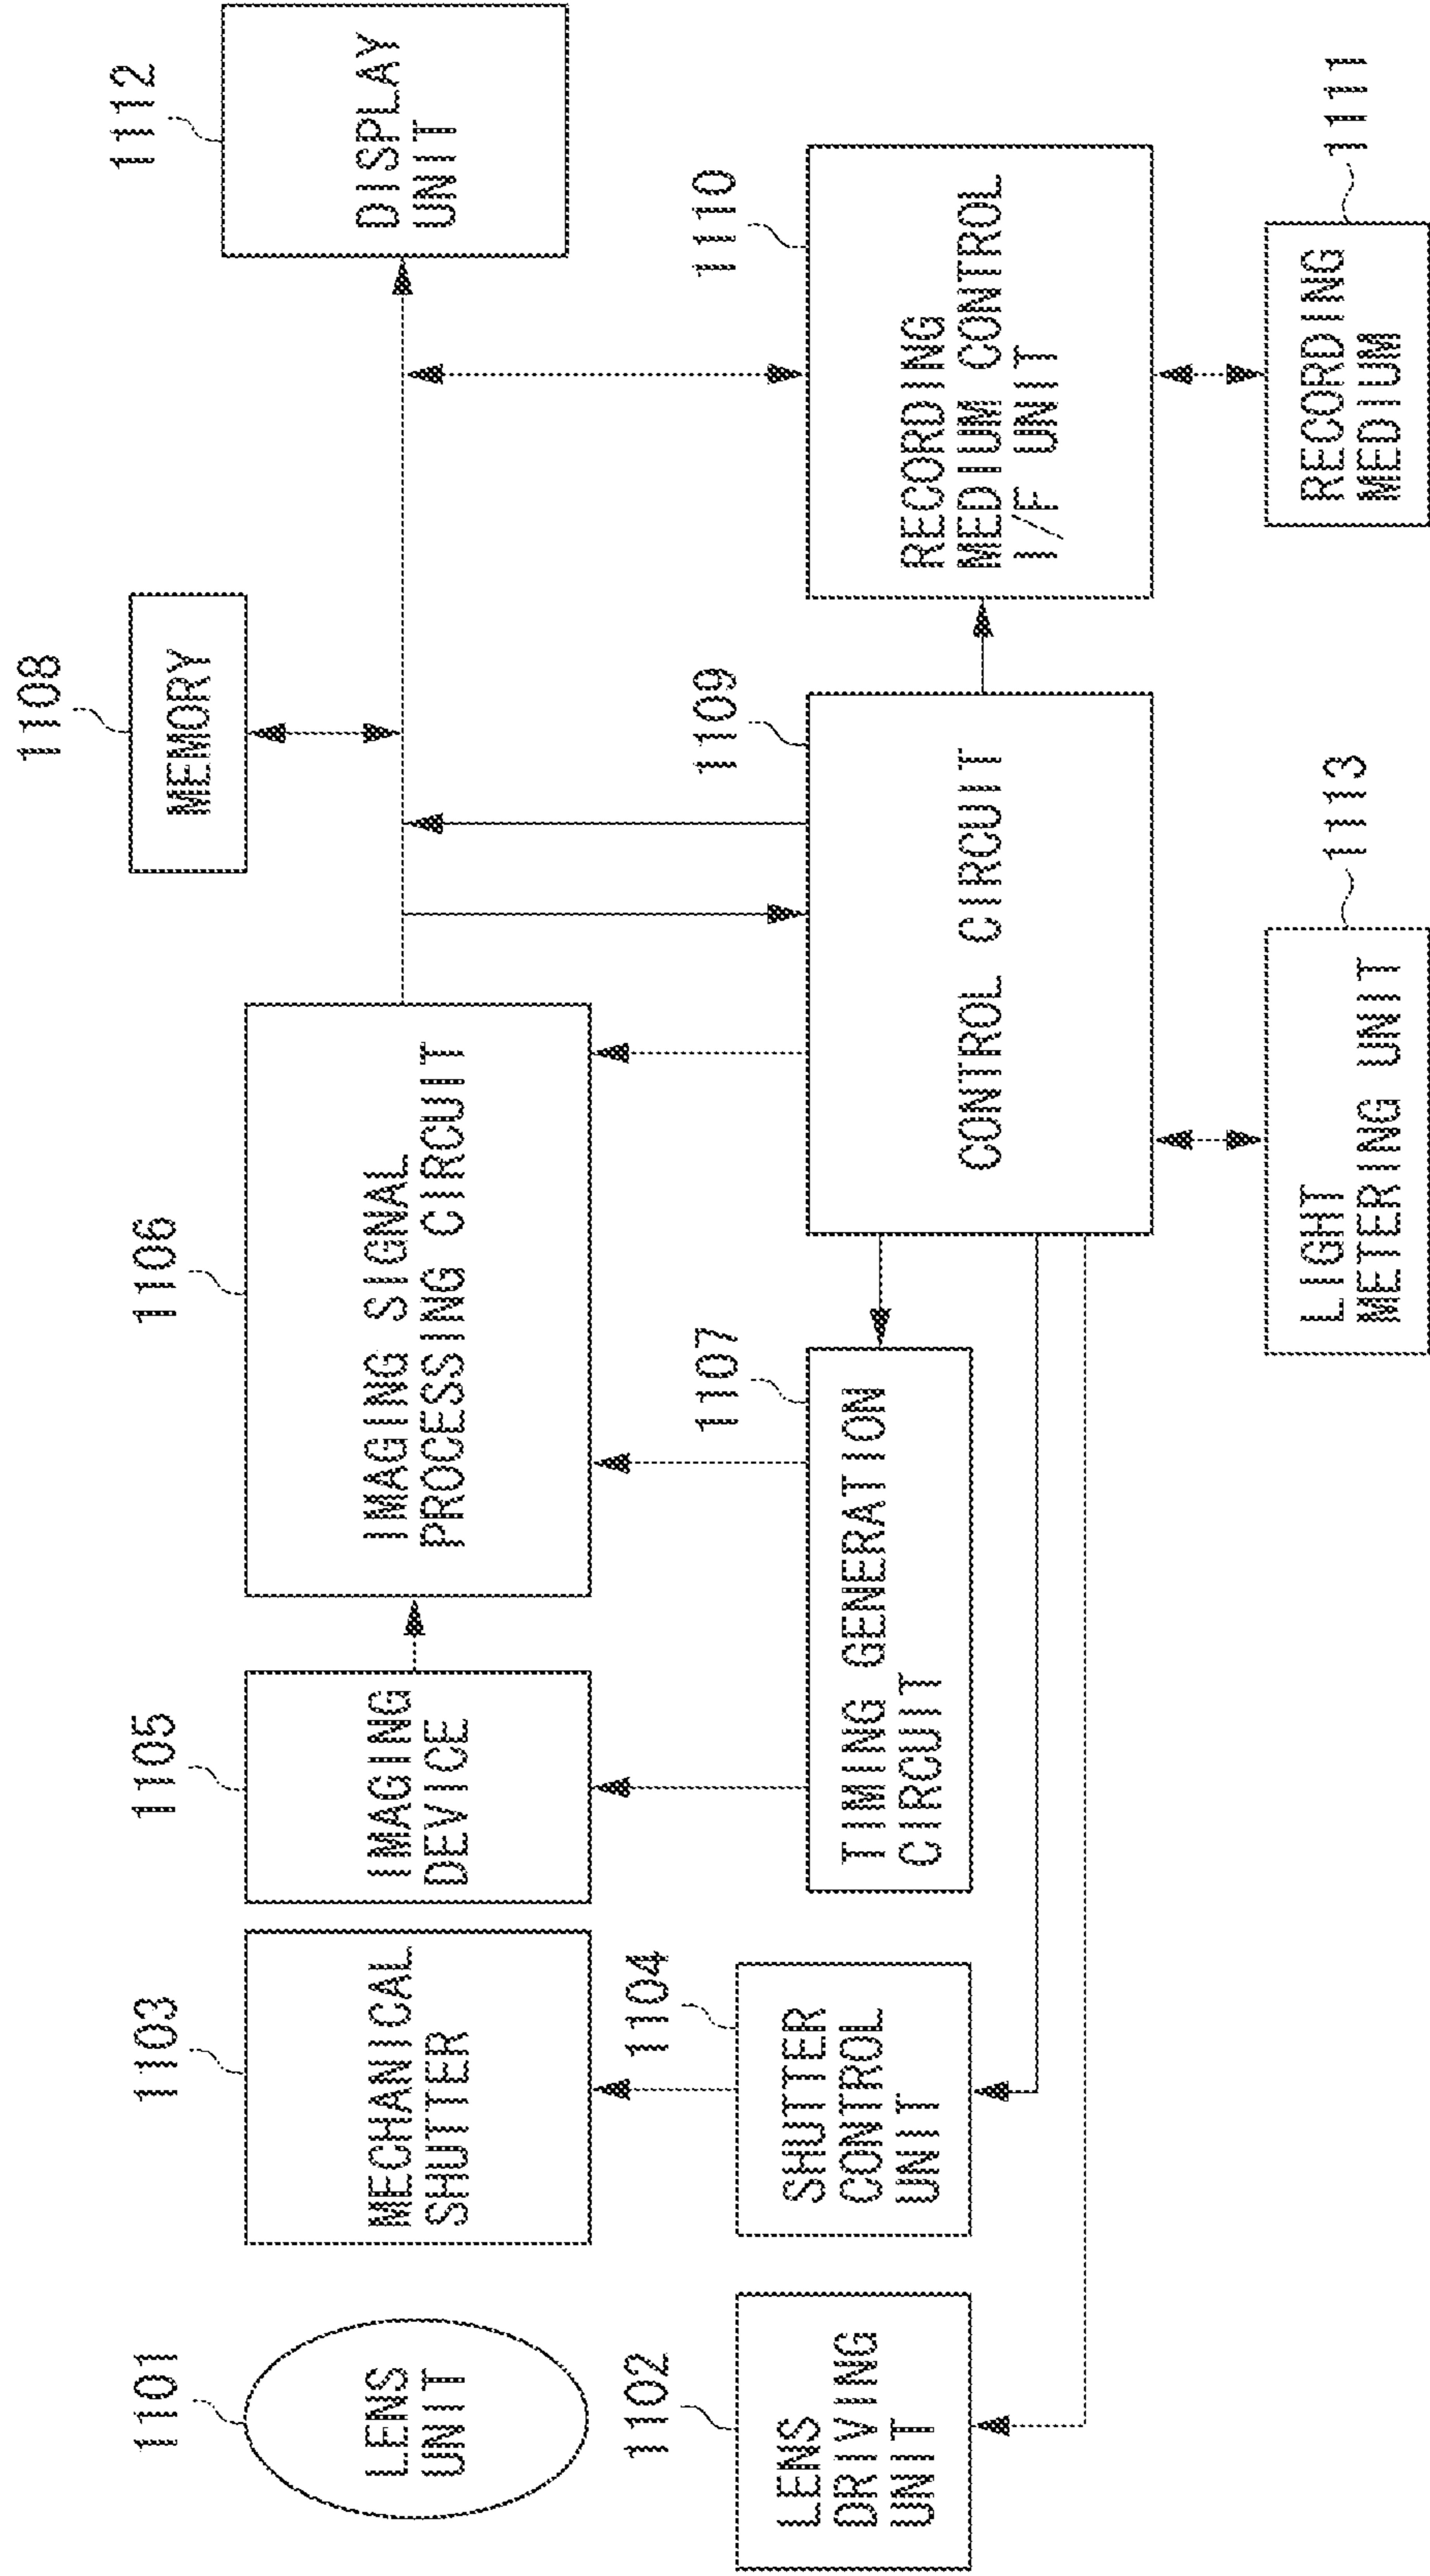 1101
LENS
UNIT
1103
MECHANICAL
SHUTTER
1105
IMAGING
DEVICE
1106
IMAGING SIGNAL
PROCESSING CIRCUIT
1108
MEMORY
1112
DISPLAY
UNIT
1102
LENS
DRIVING
UNIT
1104
SHUTTER
CONTROL
UNIT
1107
TIMING GENERATION
CIRCUIT
1109
CONTROL CIRCUIT
1110
RECORDING
MEDIUM CONTROL
I/F UNIT
1113
LIGHT
METERING UNIT
1111
RECORDING
MEDIUM